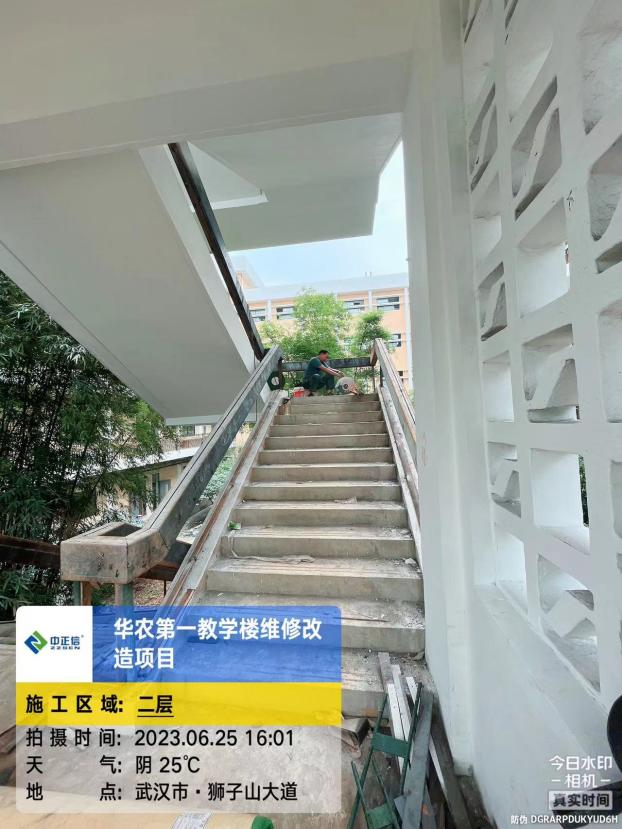 中正信
ZZSEN
华农第一教学楼维修改
造项目
施工区域: 二层
拍摄时间: 2023.06.25 16:01
天 气: 阴 25℃
地 点: 武汉市·狮子山大道
今日水印
-相机-
真实时间
防伪 DGRARPDUKYUD6H